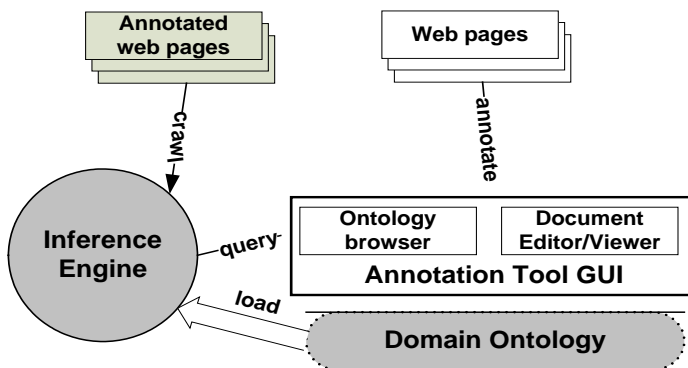 Annotated
web pages
Web pages
crawl
annotate
Inference
Engine
query
Ontology
browser
Document
Editor/Viewer
Annotation Tool GUI
load
Domain Ontology